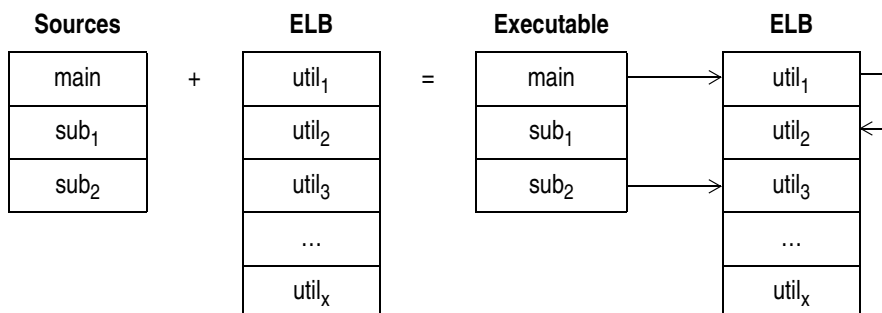 Sources ELB Executable ELB
main + util₁ = main util₁
sub₁ util₂ sub₁ util₂
sub₂ util₃ sub₂ util₃
... ...
utilₓ utilₓ